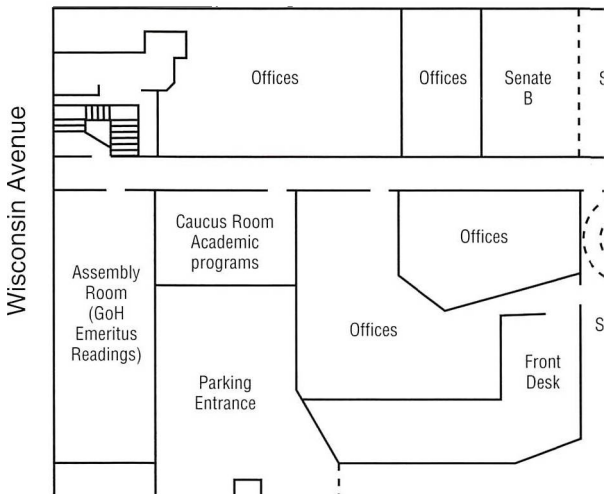 Wisconsin Avenue
Offices
Offices
Senate
B
Caucus Room
Academic
programs
Offices
Assembly
Room
(GoH
Emeritus
Readings)
Offices
Parking
Entrance
Front
Desk